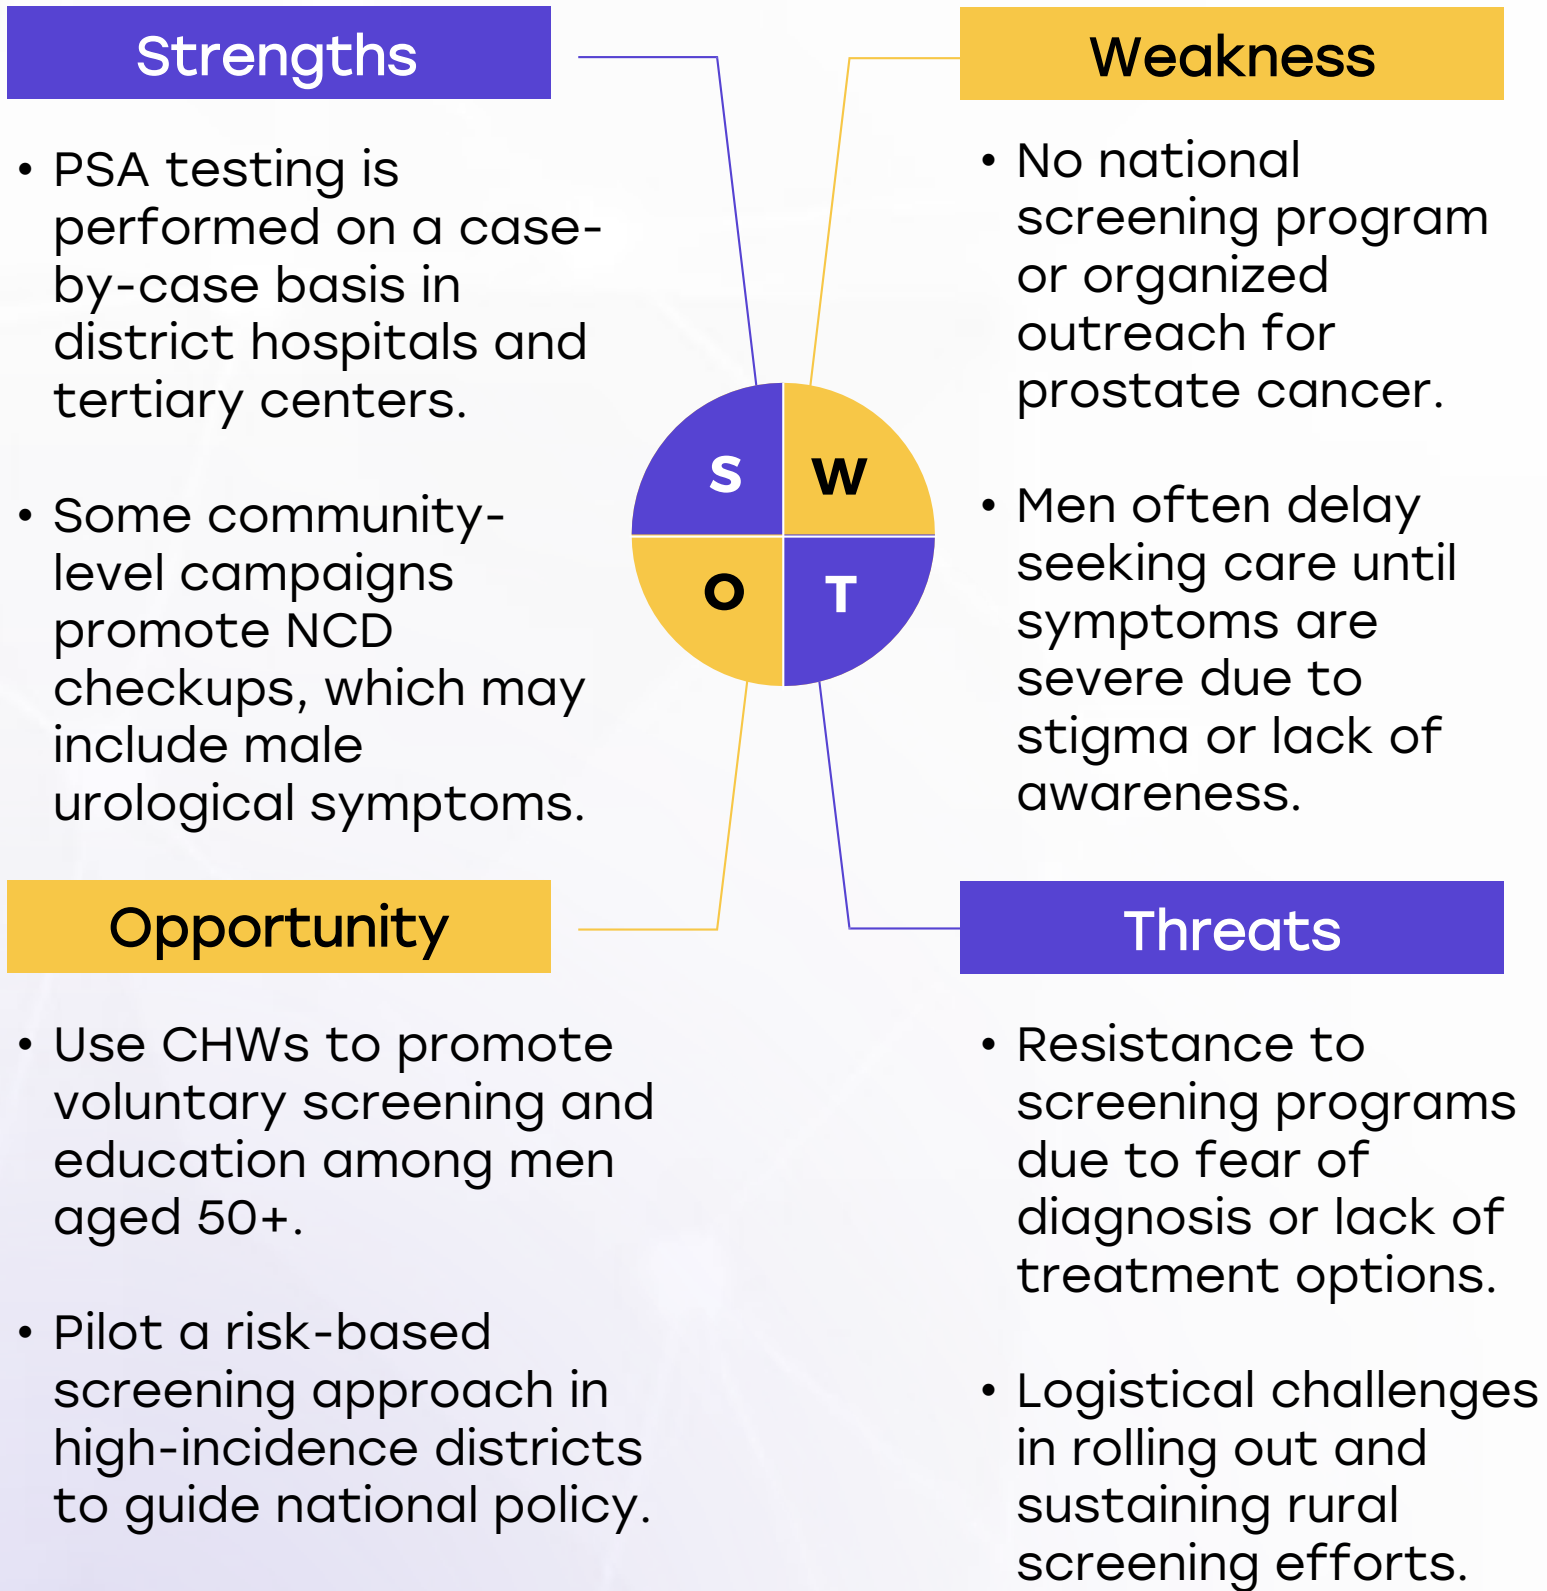 Strengths
• PSA testing is
performed on a case-
by-case basis in
district hospitals and
tertiary centers.
• Some community-
level campaigns
promote NCD
checkups, which may
include male
urological symptoms.
Weakness
• No national
screening program
or organized
outreach for
prostate cancer.
• Men often delay
seeking care until
symptoms are
severe due to
stigma or lack of
awareness.
S
W
O
T
Opportunity
• Use CHWs to promote
voluntary screening and
education among men
aged 50+.
• Pilot a risk-based
screening approach in
high-incidence districts
to guide national policy.
Threats
• Resistance to
screening programs
due to fear of
diagnosis or lack of
treatment options.
• Logistical challenges
in rolling out and
sustaining rural
screening efforts.